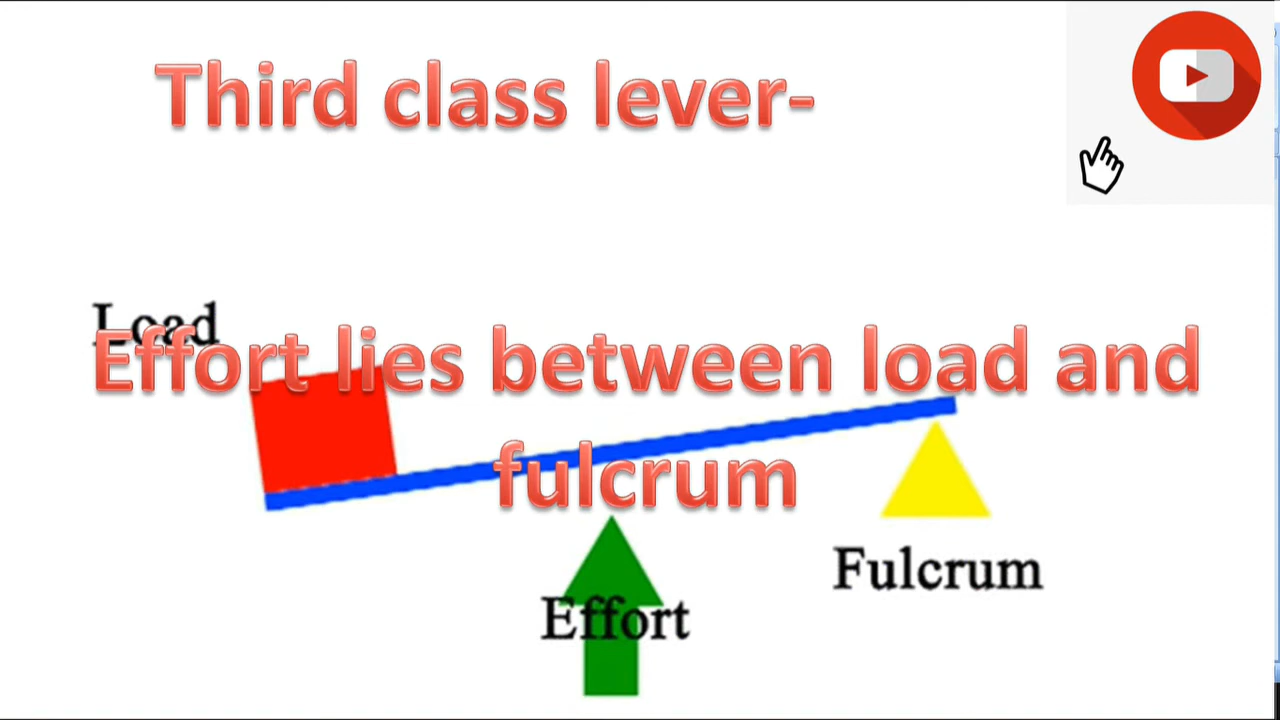 Third class lever-
Load
Effort lies between load and
fulcrum
Fulcrum
Effort